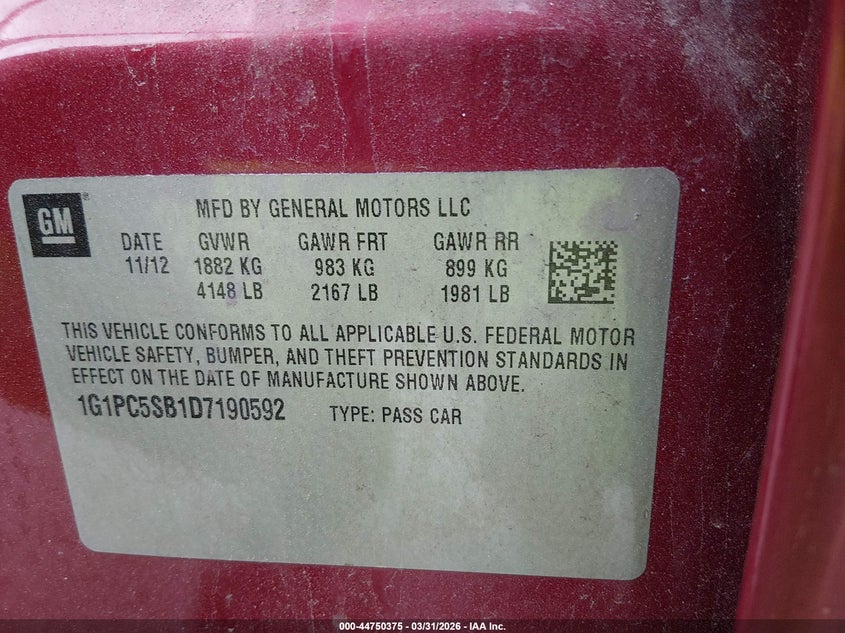 GM
MFD BY GENERAL MOTORS LLC
DATE GVWR GAWR FRT GAWR RR
11/12 1882 KG 983 KG 899 KG
4148 LB 2167 LB 1981 LB
THIS VEHICLE CONFORMS TO ALL APPLICABLE U.S. FEDERAL MOTOR
VEHICLE SAFETY, BUMPER, AND THEFT PREVENTION STANDARDS IN
EFFECT ON THE DATE OF MANUFACTURE SHOWN ABOVE.
1G1PC5SB1D7190592 TYPE: PASS CAR
000-44750375 - 03/31/2026 - IAA Inc.